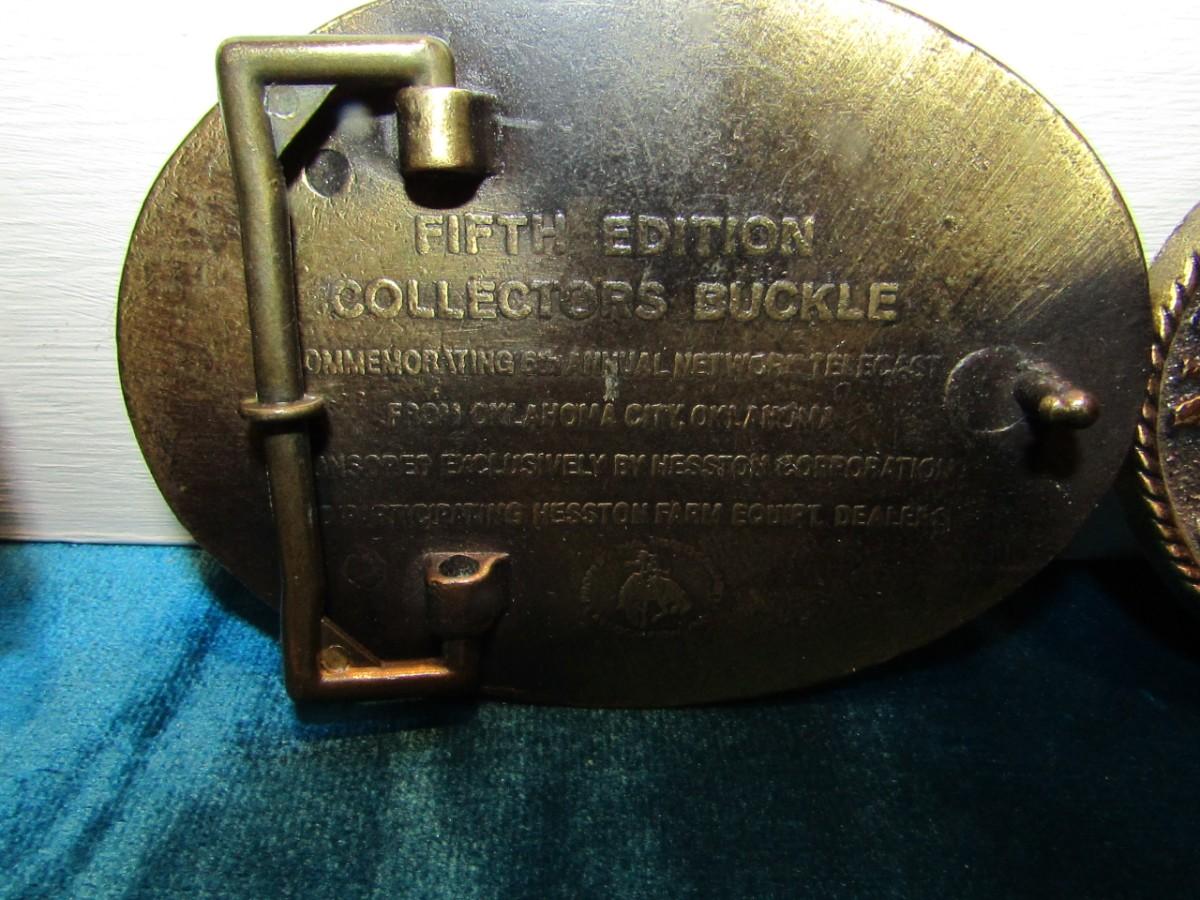 FIFTH EDITION
COLLECTORS BUCKLE
OMMEMORATING ANNUAL NETWORK TELECAST
FROM OKLAHOMA CITY, OKLAHOMA
EXCLUSIVELY BY HESSTON CORPORATION
PARTICIPATING HESSTON FARM EQUIPT. DEALERS